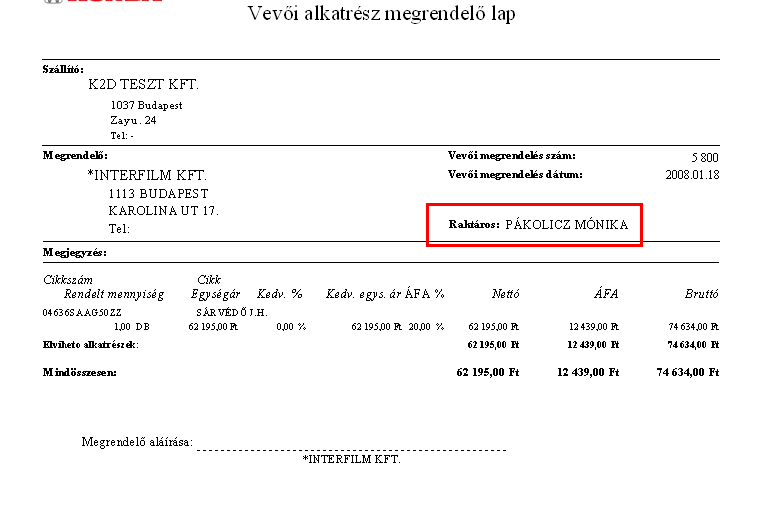 Vevői alkatrész megrendelő lap
Szállító:
K2D TESZT KFT.
1037 Budapest
Zay u. 24
Tel: -
Megrendelő:
*INTERFILM KFT.
1113 BUDAPEST
KAROLINA UT 17.
Tel:
Vevői megrendelés szám: 5 800
Vevői megrendelés dátum: 2008.01.18
Raktáros: PÁKOLICZ MÓNIKA
Megjegyzés:
Cikkszám Cikk
Rendelt mennyiség Egységár Kedv. % Kedv. egys. ár ÁFA % Nettó ÁFA Bruttó
04636SAAG50ZZ SÁRVÉDŐ J.H.
1,00 DB 62 195,00 Ft 0,00 % 62 195,00 Ft 20,00 % 62 195,00 Ft 12 439,00 Ft 74 634,00 Ft
Elviheto alkatrészek: 62 195,00 Ft 12 439,00 Ft 74 634,00 Ft
Mindösszesen: 62 195,00 Ft 12 439,00 Ft 74 634,00 Ft
Megrendelő aláírása:
*INTERFILM KFT.